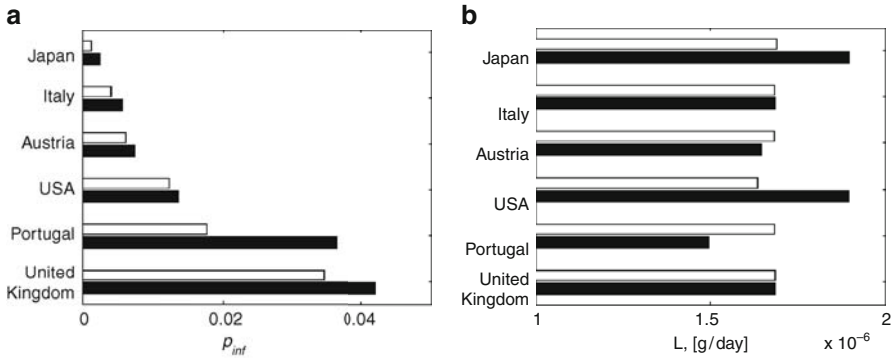 a
Japan
Italy
Austria
USA
Portugal
United
Kingdom
0
0.02
0.04
p_inf
b
Japan
Italy
Austria
USA
Portugal
United
Kingdom
1
1.5
2
L, [g/day]
x 10⁻⁶